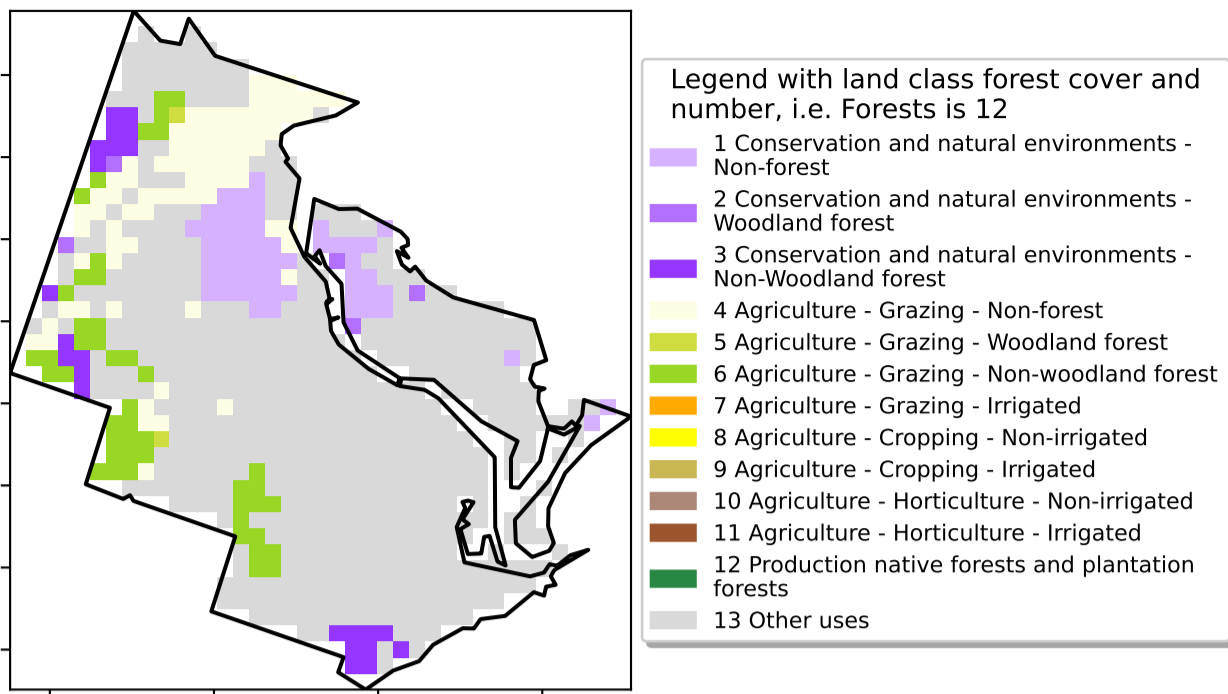 Legend with land class forest cover and
number, i.e. Forests is 12
1 Conservation and natural environments -
Non-forest
2 Conservation and natural environments -
Woodland forest
3 Conservation and natural environments -
Non-Woodland forest
4 Agriculture - Grazing - Non-forest
5 Agriculture - Grazing - Woodland forest
6 Agriculture - Grazing - Non-woodland forest
7 Agriculture - Grazing - Irrigated
8 Agriculture - Cropping - Non-irrigated
9 Agriculture - Cropping - Irrigated
10 Agriculture - Horticulture - Non-irrigated
11 Agriculture - Horticulture - Irrigated
12 Production native forests and plantation
forests
13 Other uses